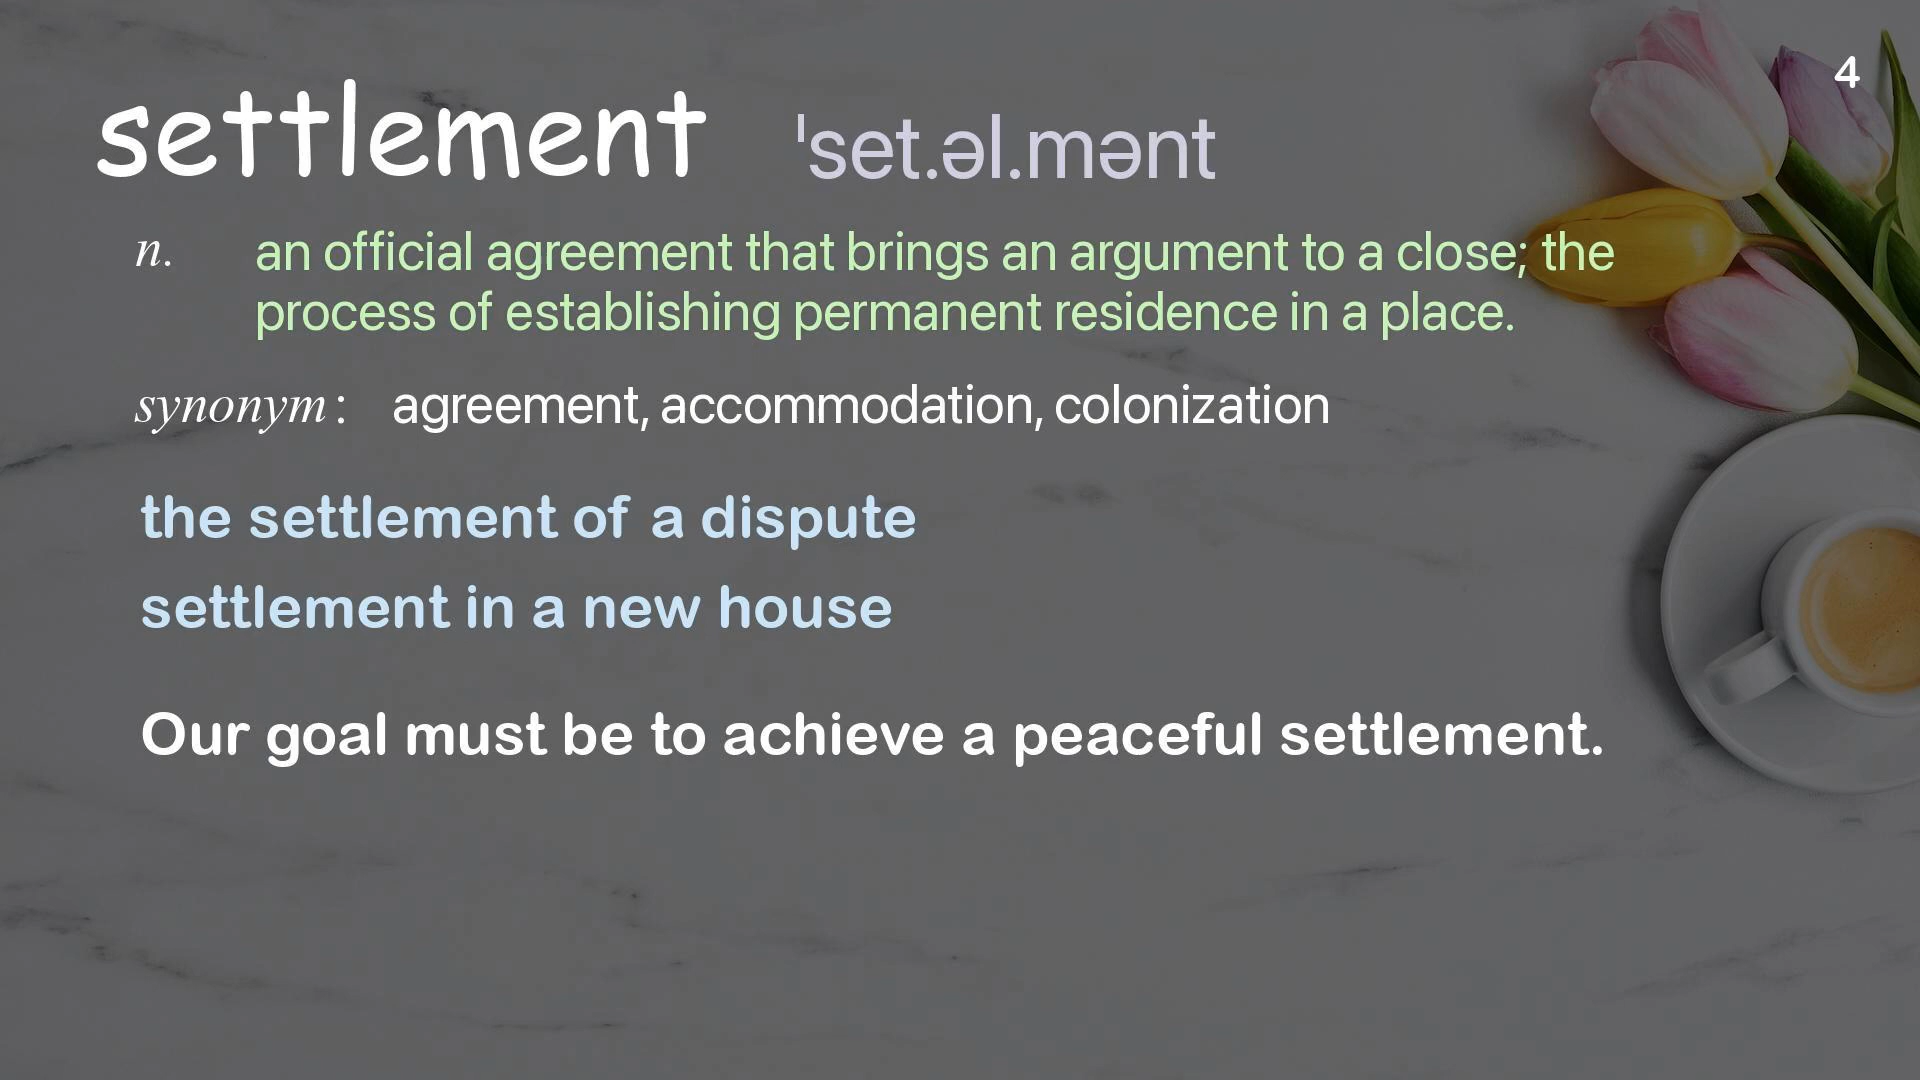 4
settlement ˈset.əl.mənt
n. an official agreement that brings an argument to a close; the
process of establishing permanent residence in a place.
synonym: agreement, accommodation, colonization
the settlement of a dispute
settlement in a new house
Our goal must be to achieve a peaceful settlement.